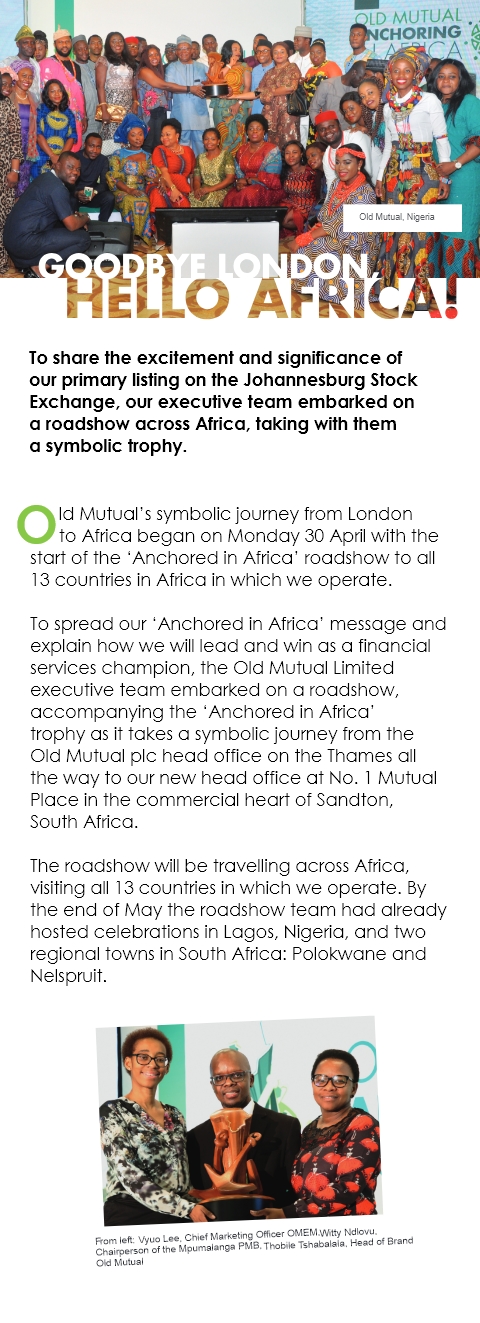 OLD MUTUAL
ANCHORING
AFRICA
Old Mutual, Nigeria
GOODBYE LONDON,
HELLO AFRICA!
To share the excitement and significance of
our primary listing on the Johannesburg Stock
Exchange, our executive team embarked on
a roadshow across Africa, taking with them
a symbolic trophy.
Old Mutual’s symbolic journey from London
to Africa began on Monday 30 April with the
start of the ‘Anchored in Africa’ roadshow to all
13 countries in Africa in which we operate.
To spread our ‘Anchored in Africa’ message and
explain how we will lead and win as a financial
services champion, the Old Mutual Limited
executive team embarked on a roadshow,
accompanying the ‘Anchored in Africa’
trophy as it takes a symbolic journey from the
Old Mutual plc head office on the Thames all
the way to our new head office at No. 1 Mutual
Place in the commercial heart of Sandton,
South Africa.
The roadshow will be travelling across Africa,
visiting all 13 countries in which we operate. By
the end of May the roadshow team had already
hosted celebrations in Lagos, Nigeria, and two
regional towns in South Africa: Polokwane and
Nelspruit.
From left: Vyuo Lee, Chief Marketing Officer OMEM.Witty Ndlovu,
Chairperson of the Mpumalanga PMB. Thobile Tshabalala, Head of Brand
Old Mutual